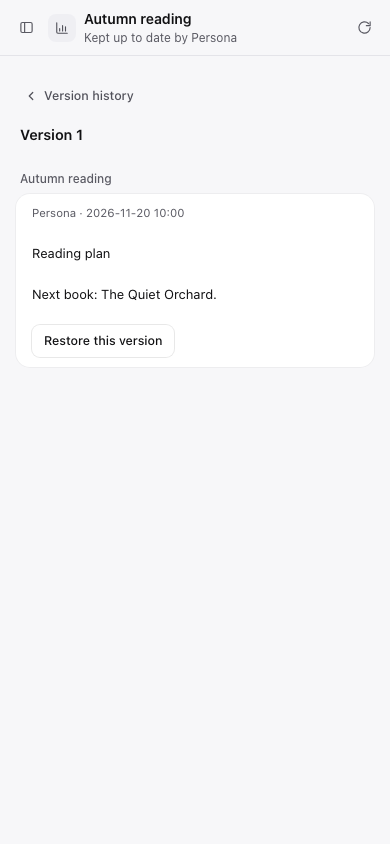 Autumn reading
Kept up to date by Persona
Version history
Version 1
Autumn reading
Persona · 2026-11-20 10:00
Reading plan
Next book: The Quiet Orchard.
Restore this version